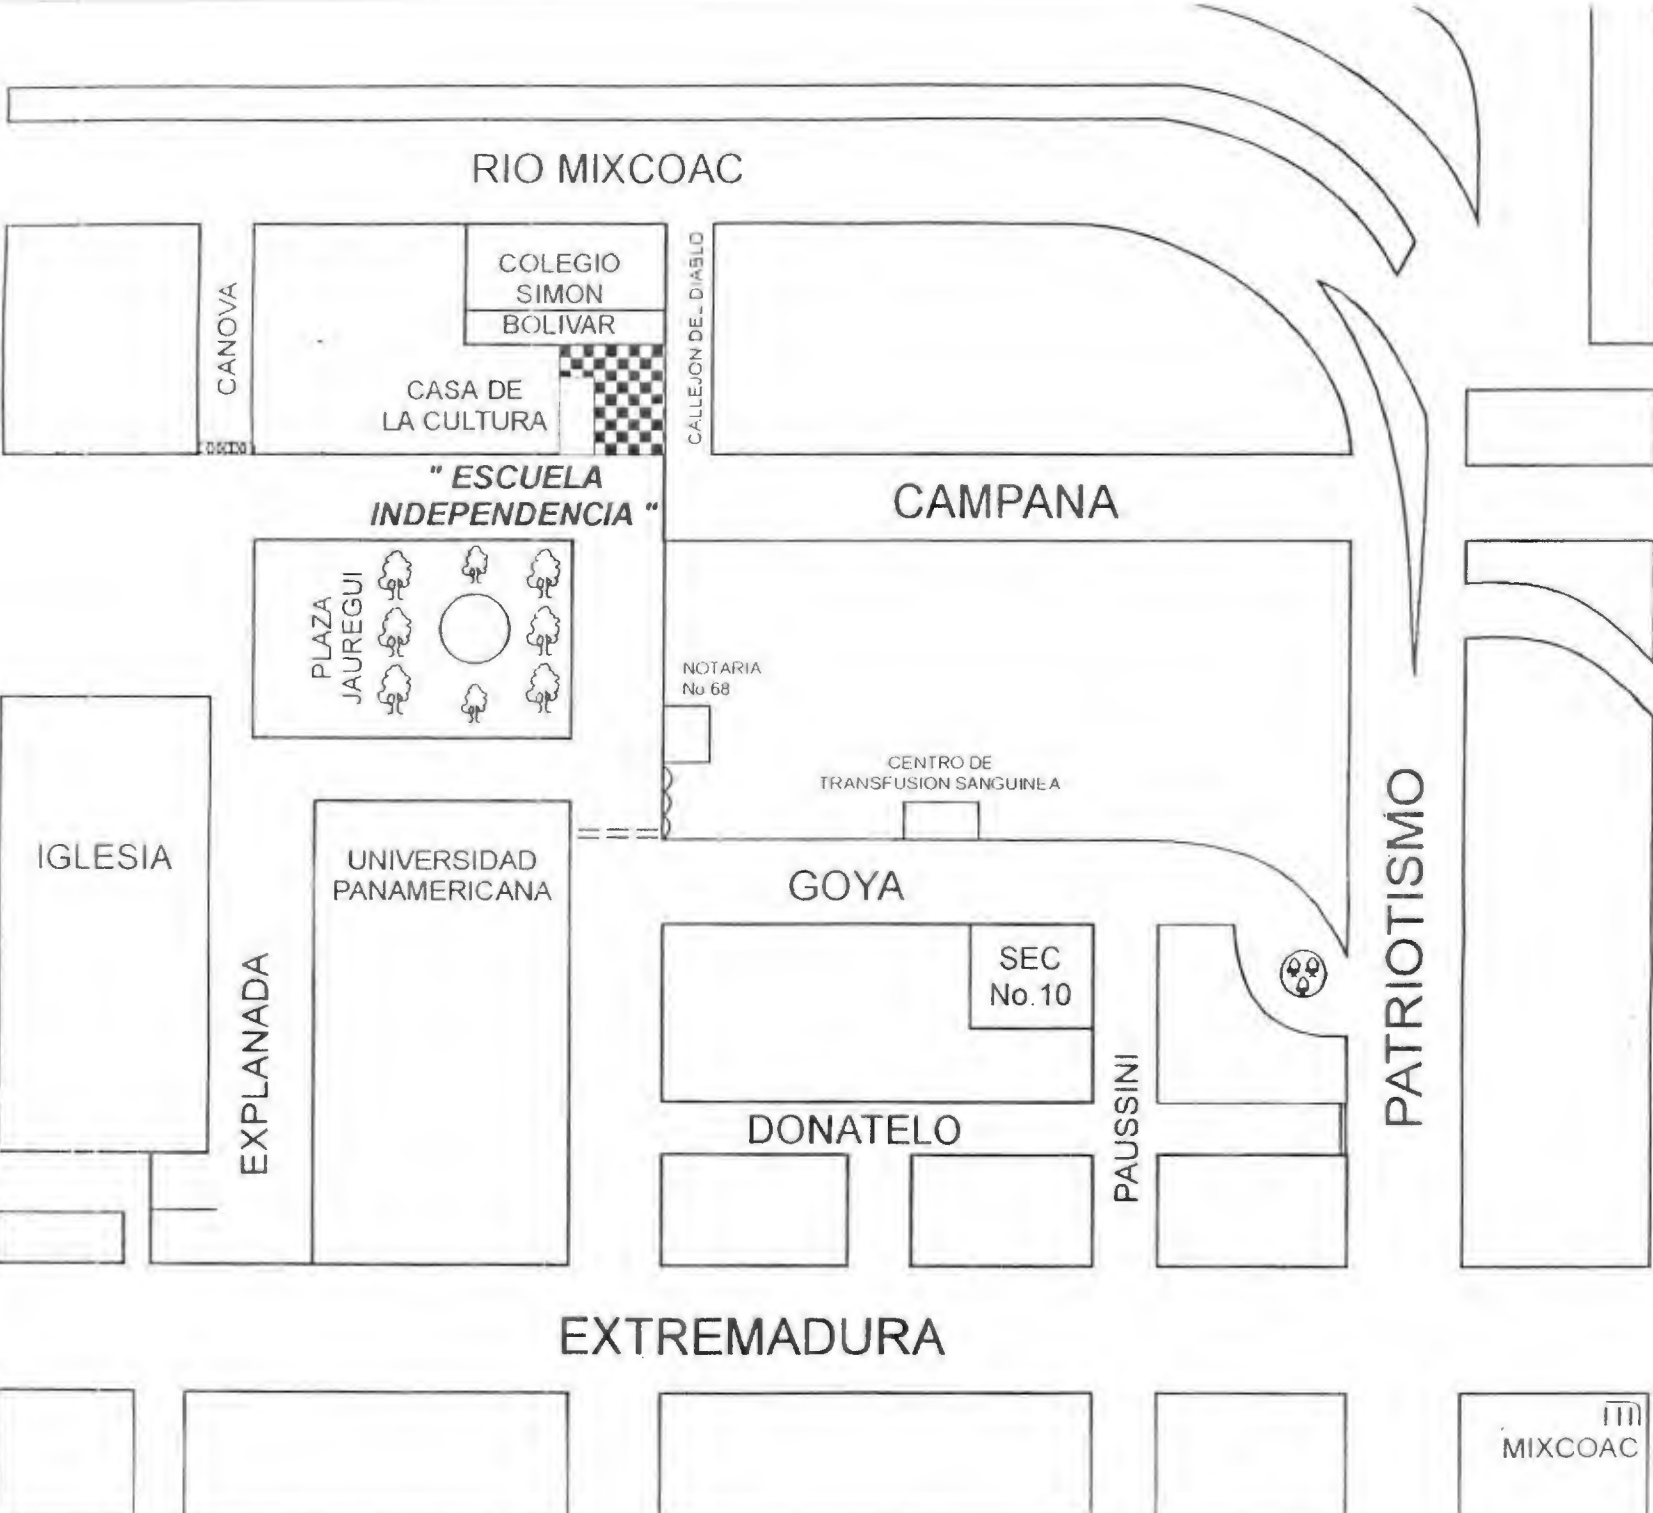 RIO MIXCOAC
COLEGIO
SIMON
BOLIVAR
CALLEJON DEL DIABLO
CANOVA
CASA DE
LA CULTURA
" ESCUELA
INDEPENDENCIA "
CAMPANA
PLAZA
JAUREGUI
NOTARIA
No 68
CENTRO DE
TRANSFUSION SANGUINEA
IGLESIA
UNIVERSIDAD
PANAMERICANA
GOYA
PATRIOTISMO
SEC
No.10
EXPLANADA
DONATELO
PAUSSINI
EXTREMADURA
MIXCOAC